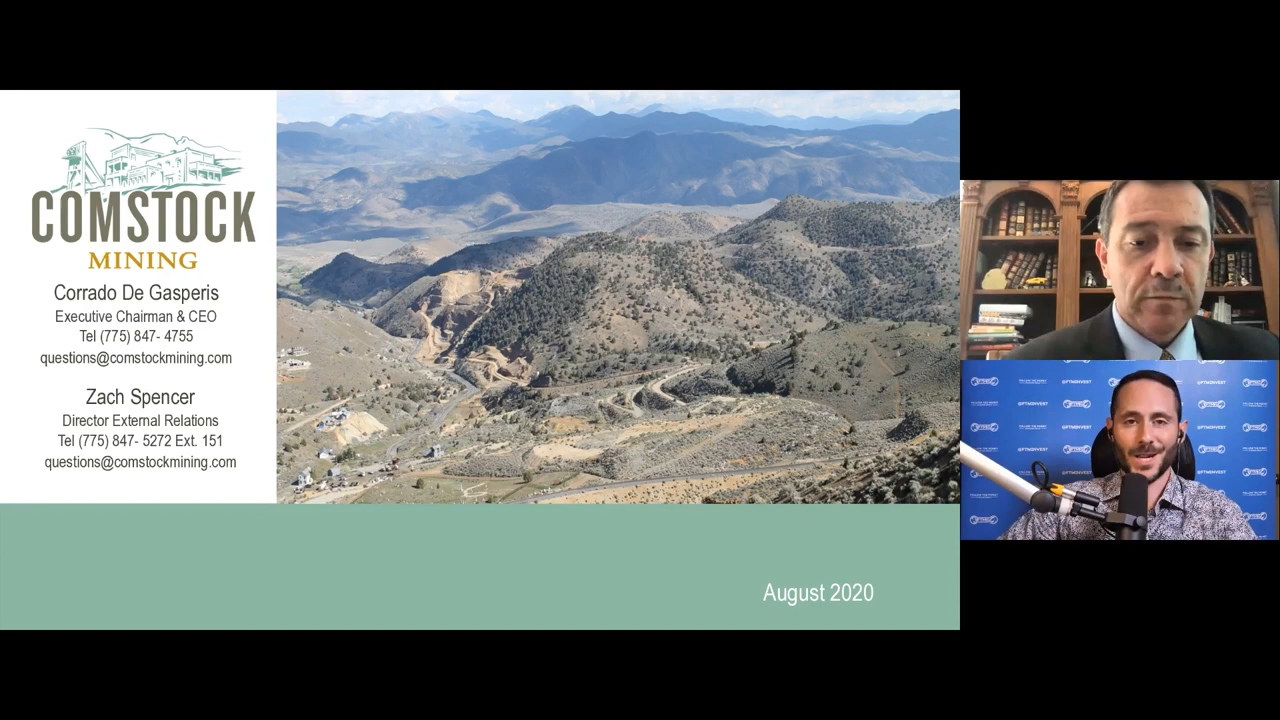 COMSTOCK
MINING
Corrado De Gasperis
Executive Chairman & CEO
Tel (775) 847- 4755
questions@comstockmining.com
Zach Spencer
Director External Relations
Tel (775) 847- 5272 Ext. 151
questions@comstockmining.com
August 2020
@FTMINVEST